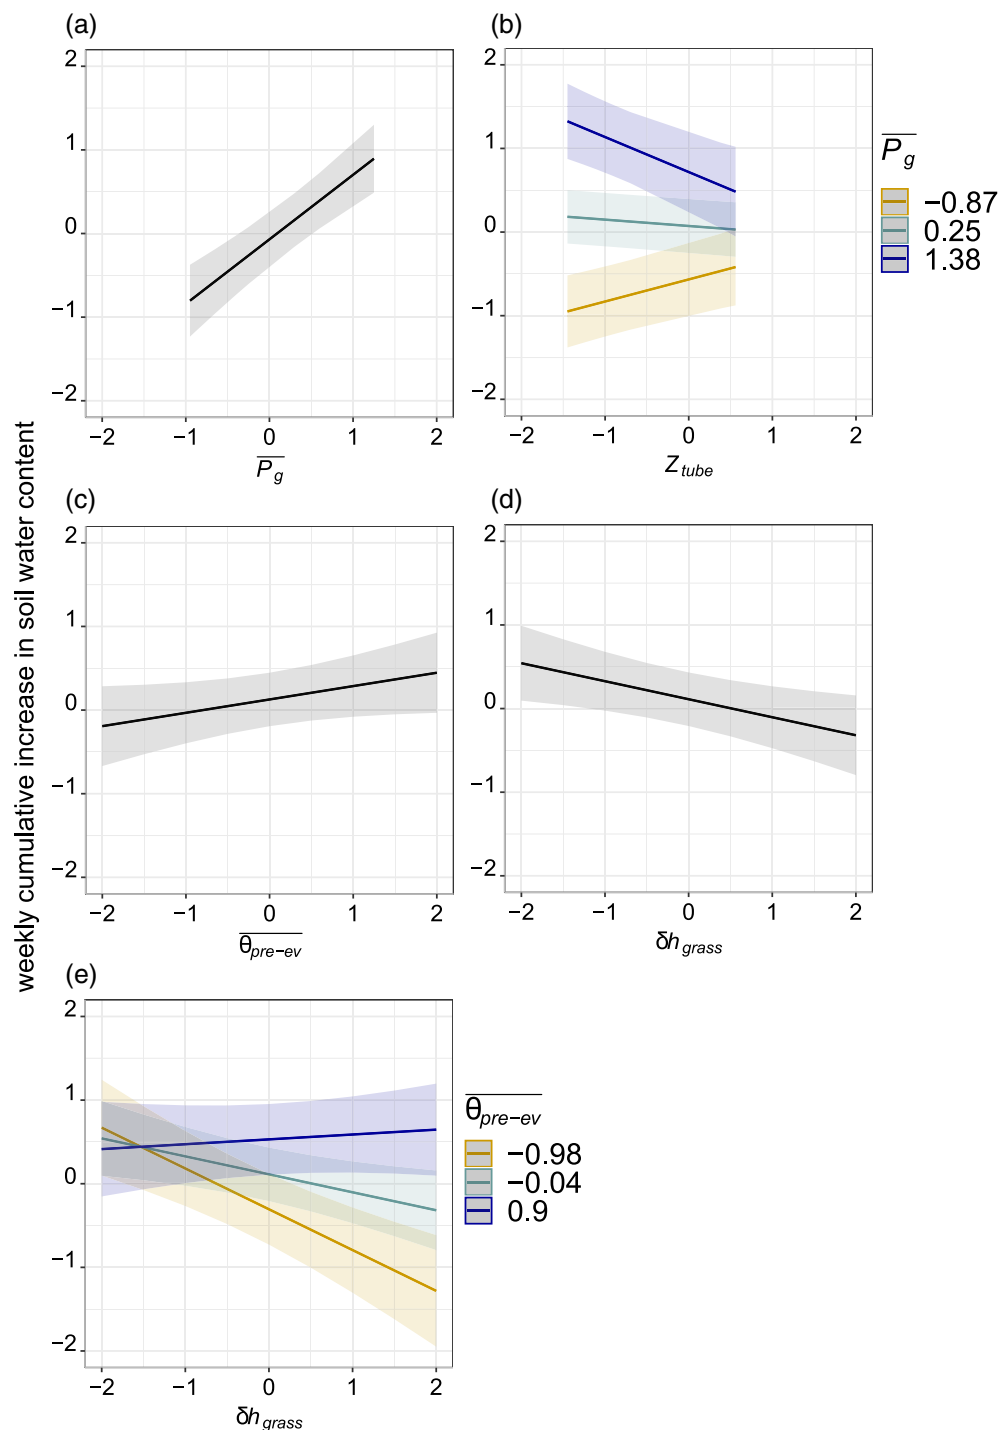 (a)
2
1
0
−1
−2
−2 −1 0 1 2
P_g
(b)
2
1
0
−1
−2
−2 −1 0 1 2
Z_tube
P_g
−0.87
0.25
1.38
weekly cumulative increase in soil water content
(c)
2
1
0
−1
−2
−2 −1 0 1 2
θ_pre−ev
(d)
2
1
0
−1
−2
−2 −1 0 1 2
δh_grass
(e)
2
1
0
−1
−2
−2 −1 0 1 2
δh_grass
θ_pre−ev
−0.98
−0.04
0.9